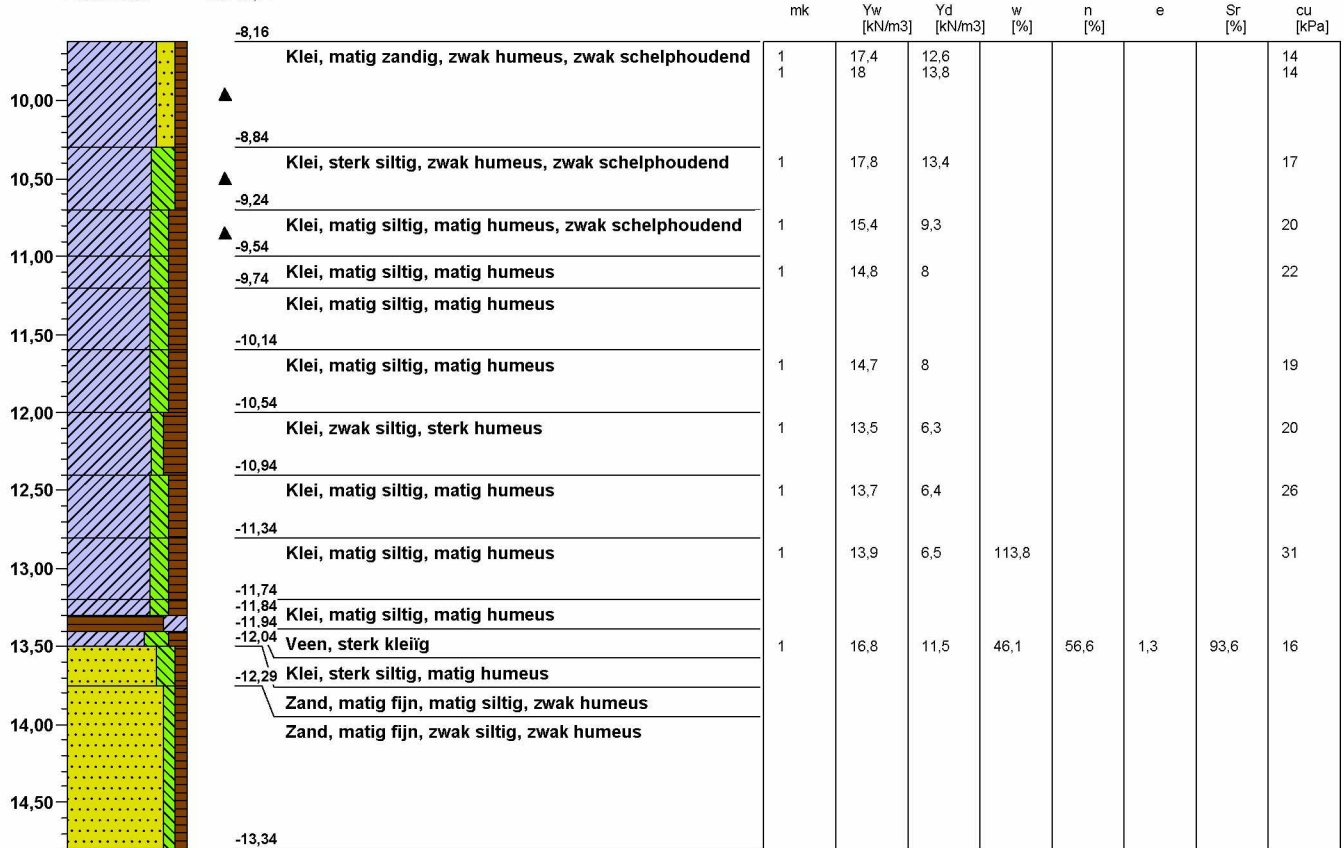 mk Yw Yd w n e Sr cu
[kN/m3] [kN/m3] [%] [%] [%] [kPa]
-8,16
Klei, matig zandig, zwak humeus, zwak schelphoudend 1 17,4 12,6 14
1 18 13,8 14
10,00
-8,84
Klei, sterk siltig, zwak humeus, zwak schelphoudend 1 17,8 13,4 17
10,50
-9,24
Klei, matig siltig, matig humeus, zwak schelphoudend 1 15,4 9,3 20
-9,54
11,00
Klei, matig siltig, matig humeus 1 14,8 8 22
-9,74
Klei, matig siltig, matig humeus
11,50
-10,14
Klei, matig siltig, matig humeus 1 14,7 8 19
-10,54
12,00
Klei, zwak siltig, sterk humeus 1 13,5 6,3 20
-10,94
12,50
Klei, matig siltig, matig humeus 1 13,7 6,4 26
-11,34
Klei, matig siltig, matig humeus 1 13,9 6,5 113,8 31
13,00
-11,74
-11,84
Klei, matig siltig, matig humeus
-11,94
-12,04
Veen, sterk kleiïg 1 16,8 11,5 46,1 56,6 1,3 93,6 16
13,50
Klei, sterk siltig, matig humeus
-12,29
Zand, matig fijn, matig siltig, zwak humeus
14,00
Zand, matig fijn, zwak siltig, zwak humeus
14,50
-13,34